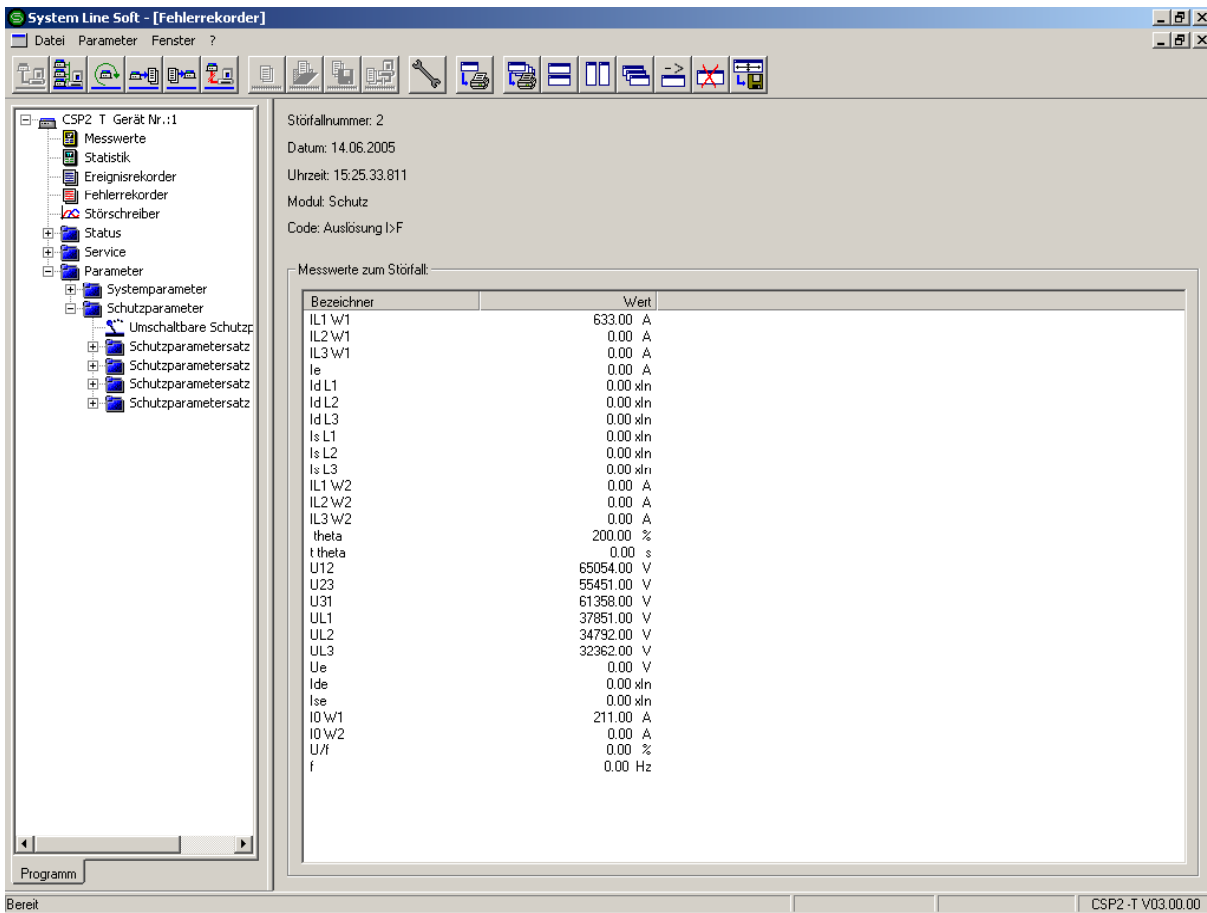 System Line Soft - [Fehlerrekorder]
Datei Parameter Fenster ?
CSP2 T Gerät Nr.:1
Messwerte
Statistik
Ereignisrekorder
Fehlerrekorder
Störschreiber
Status
Service
Parameter
Systemparameter
Schutzparameter
Umschaltbare Schutzp
Schutzparametersatz
Schutzparametersatz
Schutzparametersatz
Schutzparametersatz
Programm
Störfallnummer: 2
Datum: 14.06.2005
Uhrzeit: 15:25.33.811
Modul: Schutz
Code: Auslösung I>F
Messwerte zum Störfall:
Bezeichner Wert
IL1 W1 633.00 A
IL2 W1 0.00 A
IL3 W1 0.00 A
Ie 0.00 A
Id L1 0.00 xIn
Id L2 0.00 xIn
Id L3 0.00 xIn
Is L1 0.00 xIn
Is L2 0.00 xIn
Is L3 0.00 xIn
IL1 W2 0.00 A
IL2 W2 0.00 A
IL3 W2 0.00 A
theta 200.00 %
t theta 0.00 s
U12 65054.00 V
U23 55451.00 V
U31 61358.00 V
UL1 37851.00 V
UL2 34792.00 V
UL3 32362.00 V
Ue 0.00 V
Ide 0.00 xIn
Ise 0.00 xIn
I0 W1 211.00 A
I0 W2 0.00 A
U/f 0.00 %
f 0.00 Hz
Bereit
CSP2 -T V03.00.00